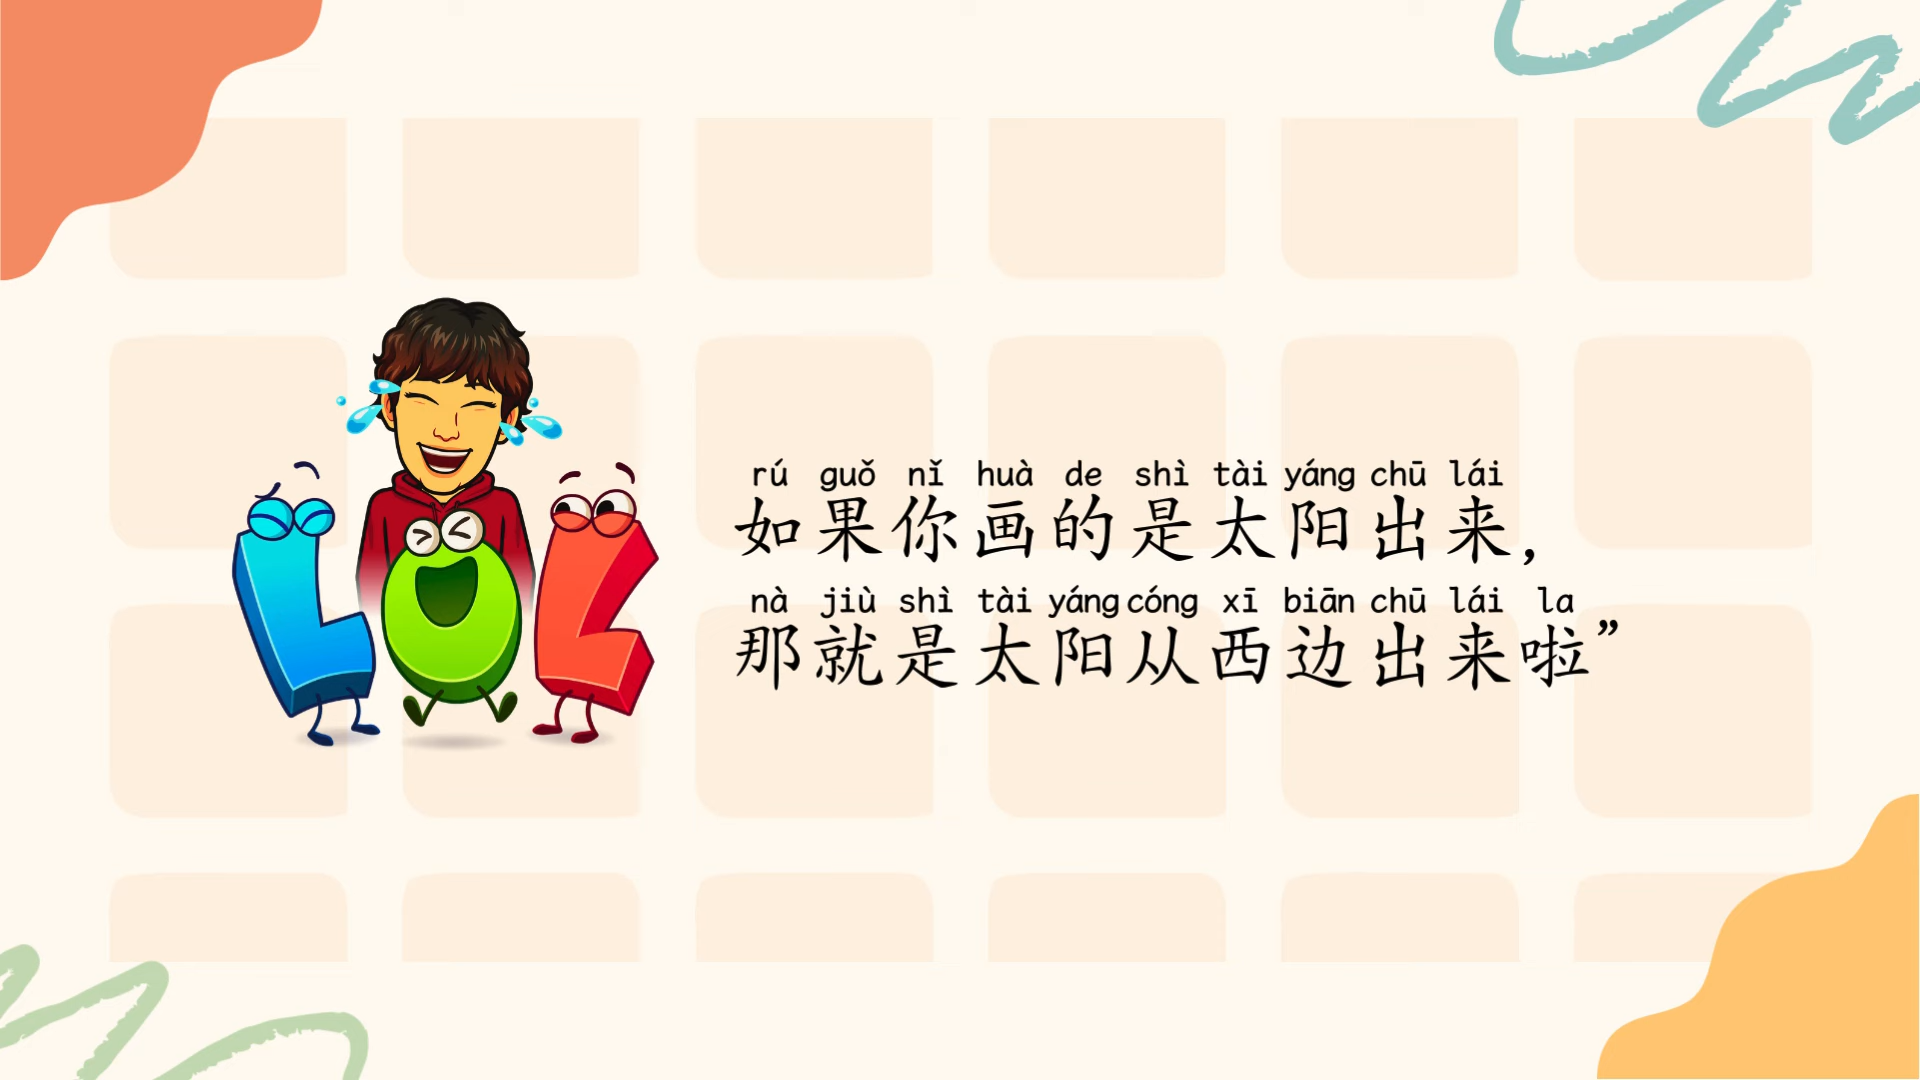 LOL
rú guǒ nǐ huà de shì tài yáng chū lái
如果你画的是太阳出来,
nà jiù shì tài yáng cóng xī biān chū lái la
那就是太阳从西边出来啦”